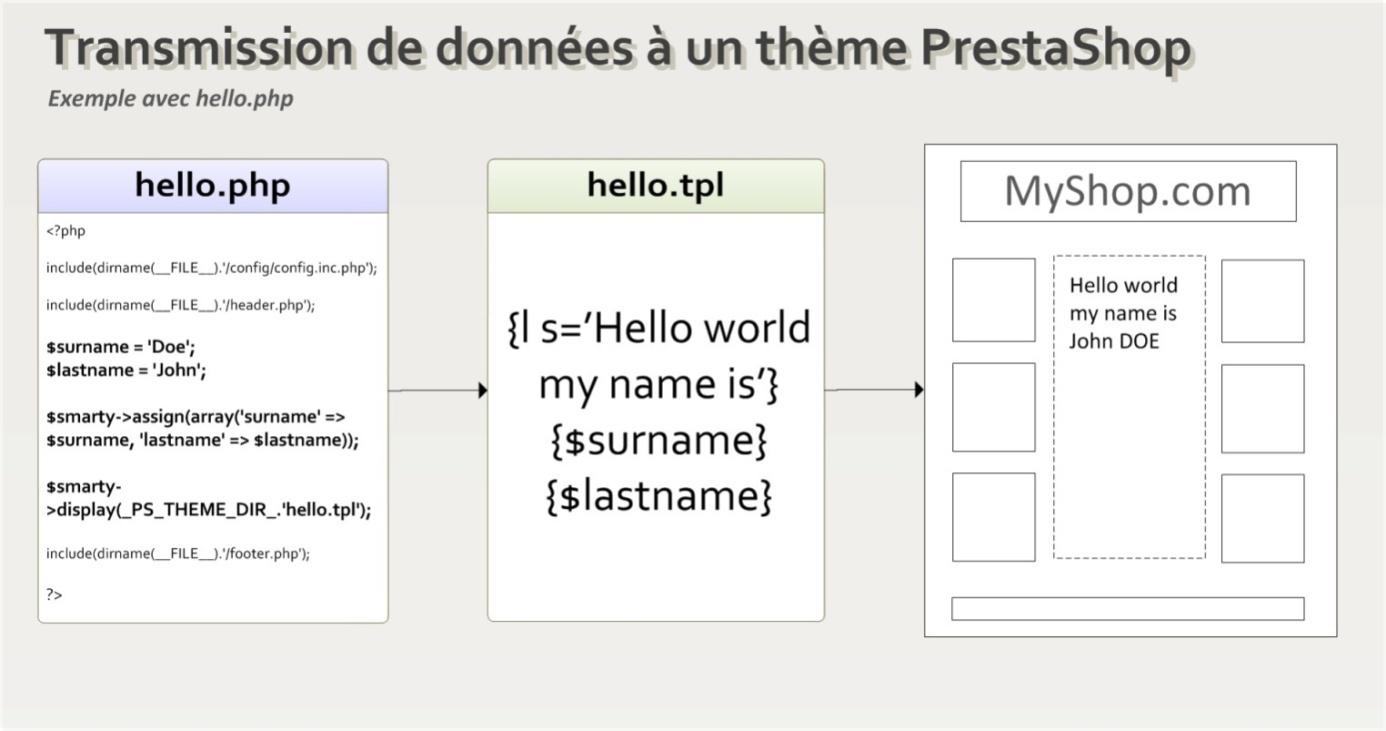 Transmission de données à un thème PrestaShop
Exemple avec hello.php
hello.php
<?php
include(dirname(__FILE__).'/config/config.inc.php');
include(dirname(__FILE__).'/header.php');
$surname = 'Doe';
$lastname = 'John';
$smarty->assign(array('surname' =>
$surname, 'lastname' => $lastname));
$smarty-
>display(_PS_THEME_DIR_.'hello.tpl');
include(dirname(__FILE__).'/footer.php');
?>
hello.tpl
{l s=’Hello world
my name is’}
{$surname}
{$lastname}
MyShop.com
Hello world
my name is
John DOE